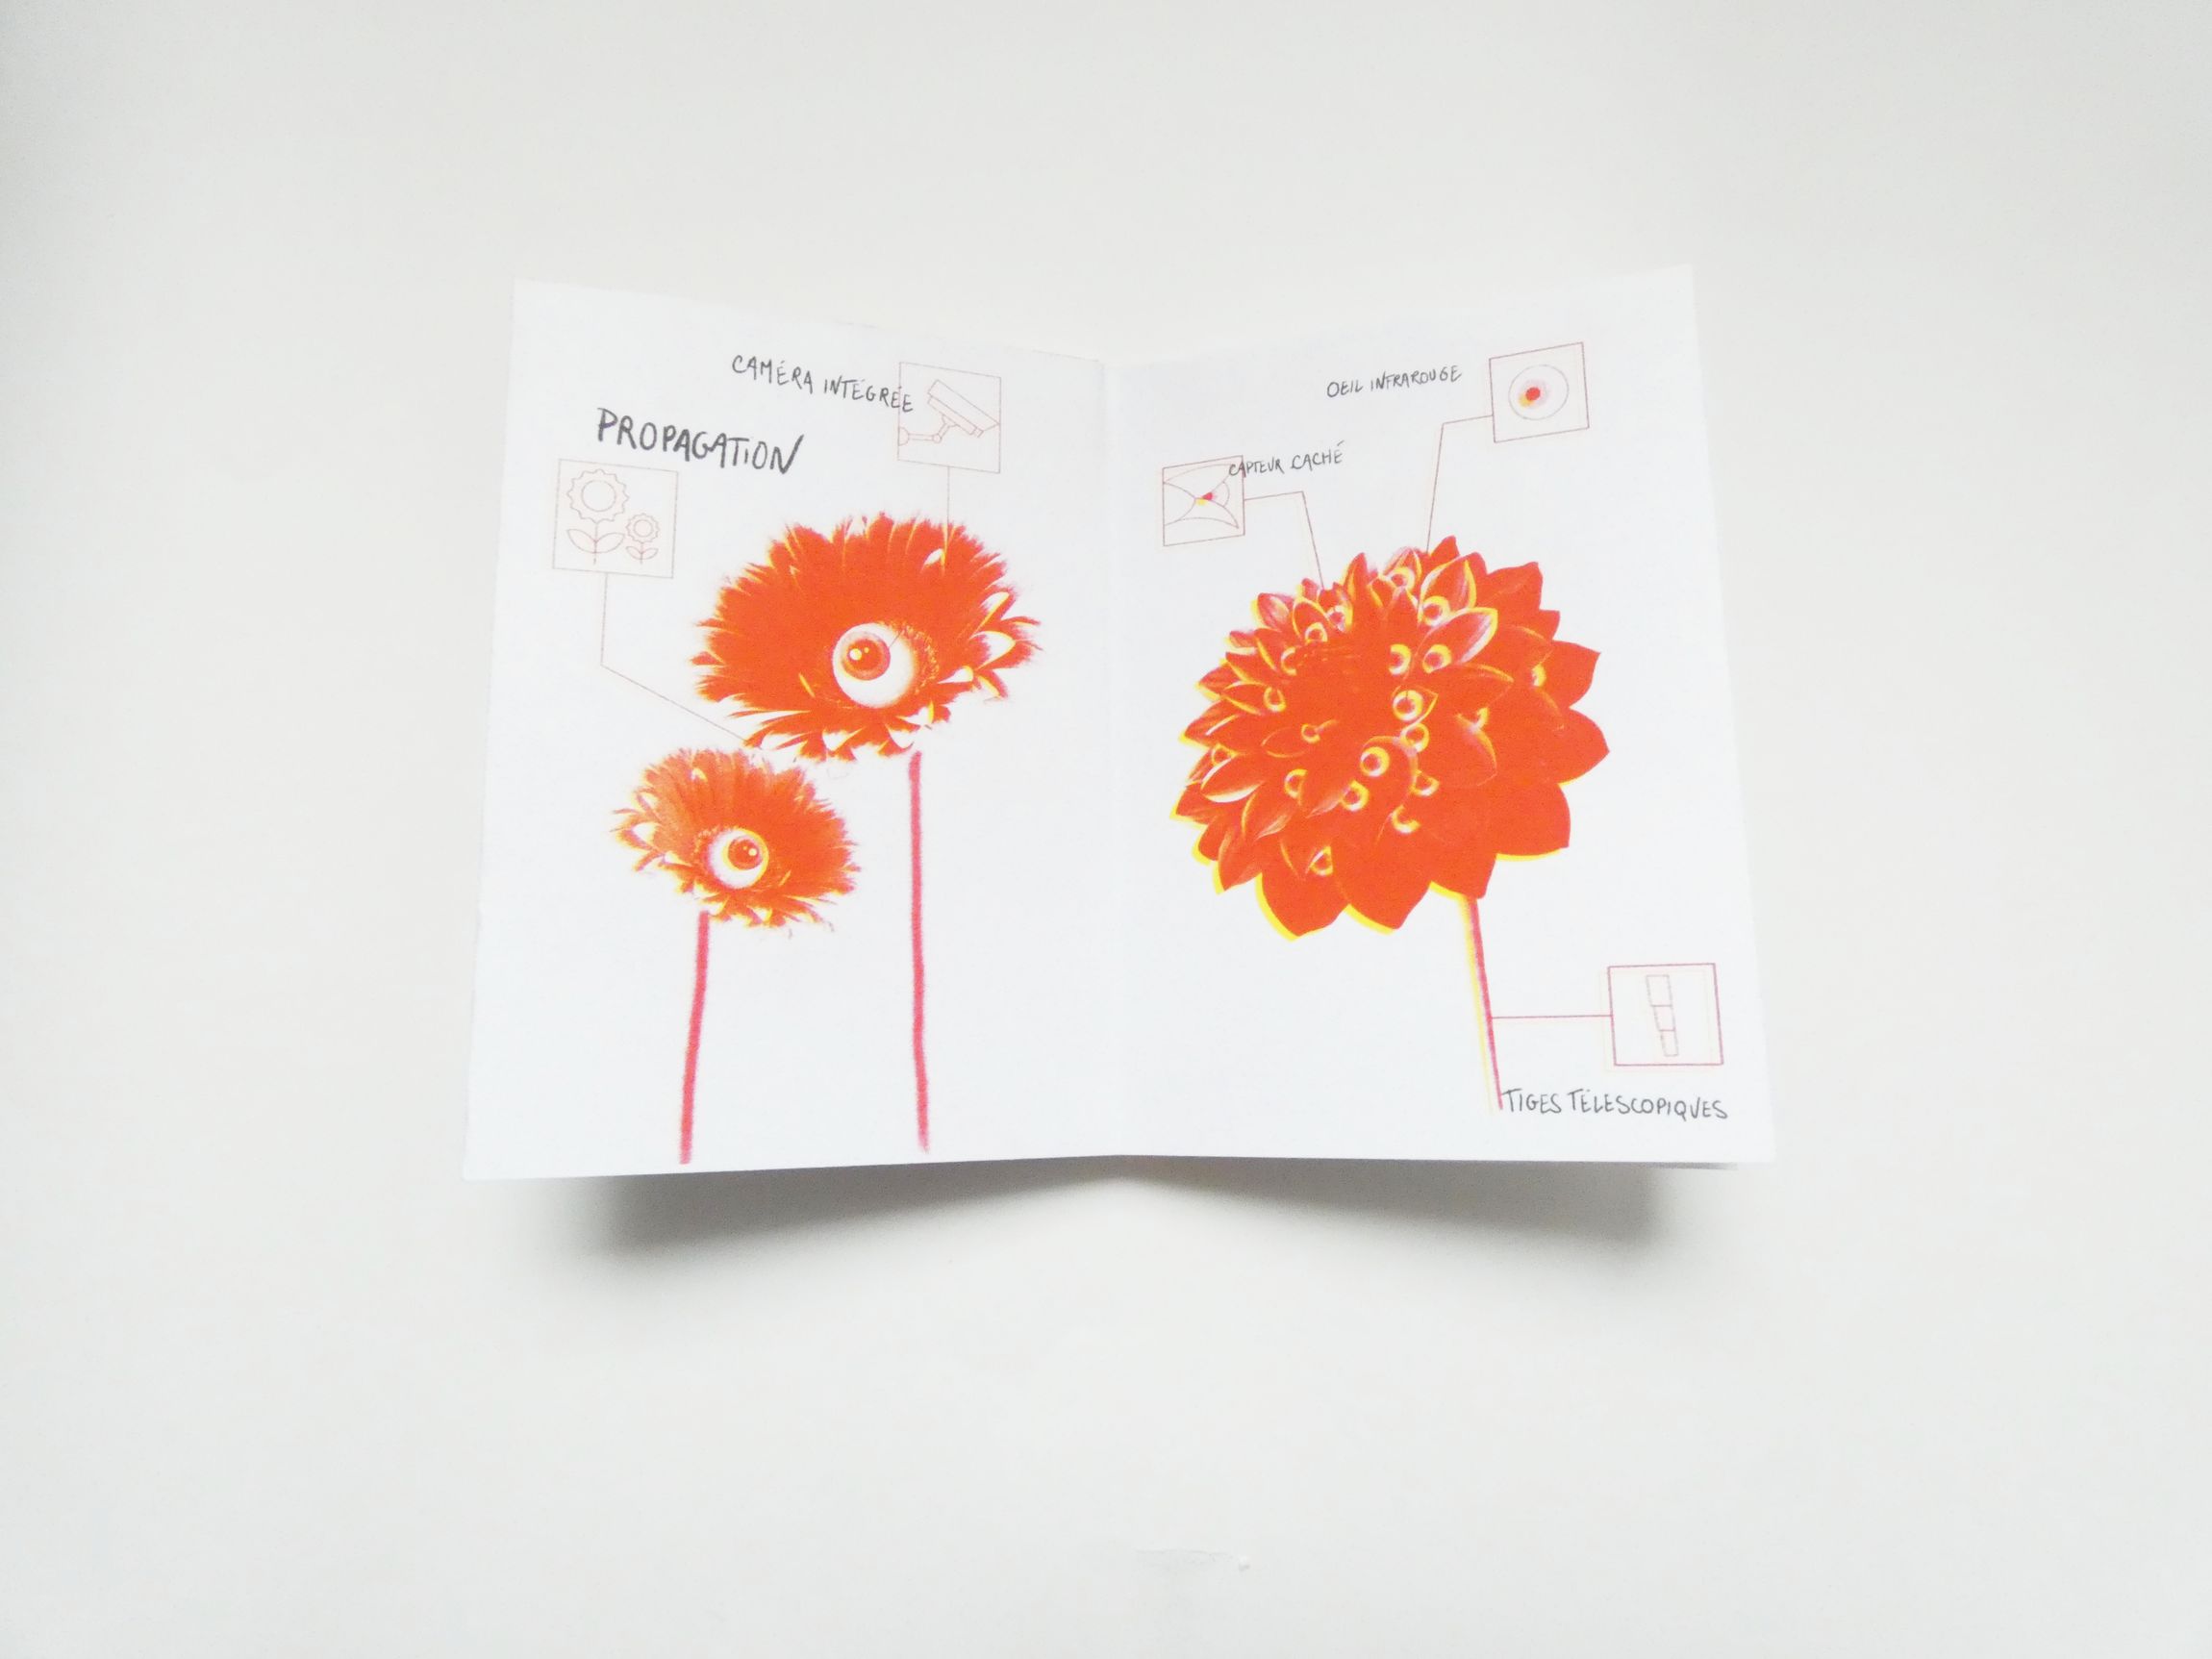 CAMÉRA INTÉGRÉE
PROPAGATION
OEIL INFRAROUGE
CAPTEUR CACHÉ
TIGES TÉLESCOPIQUES